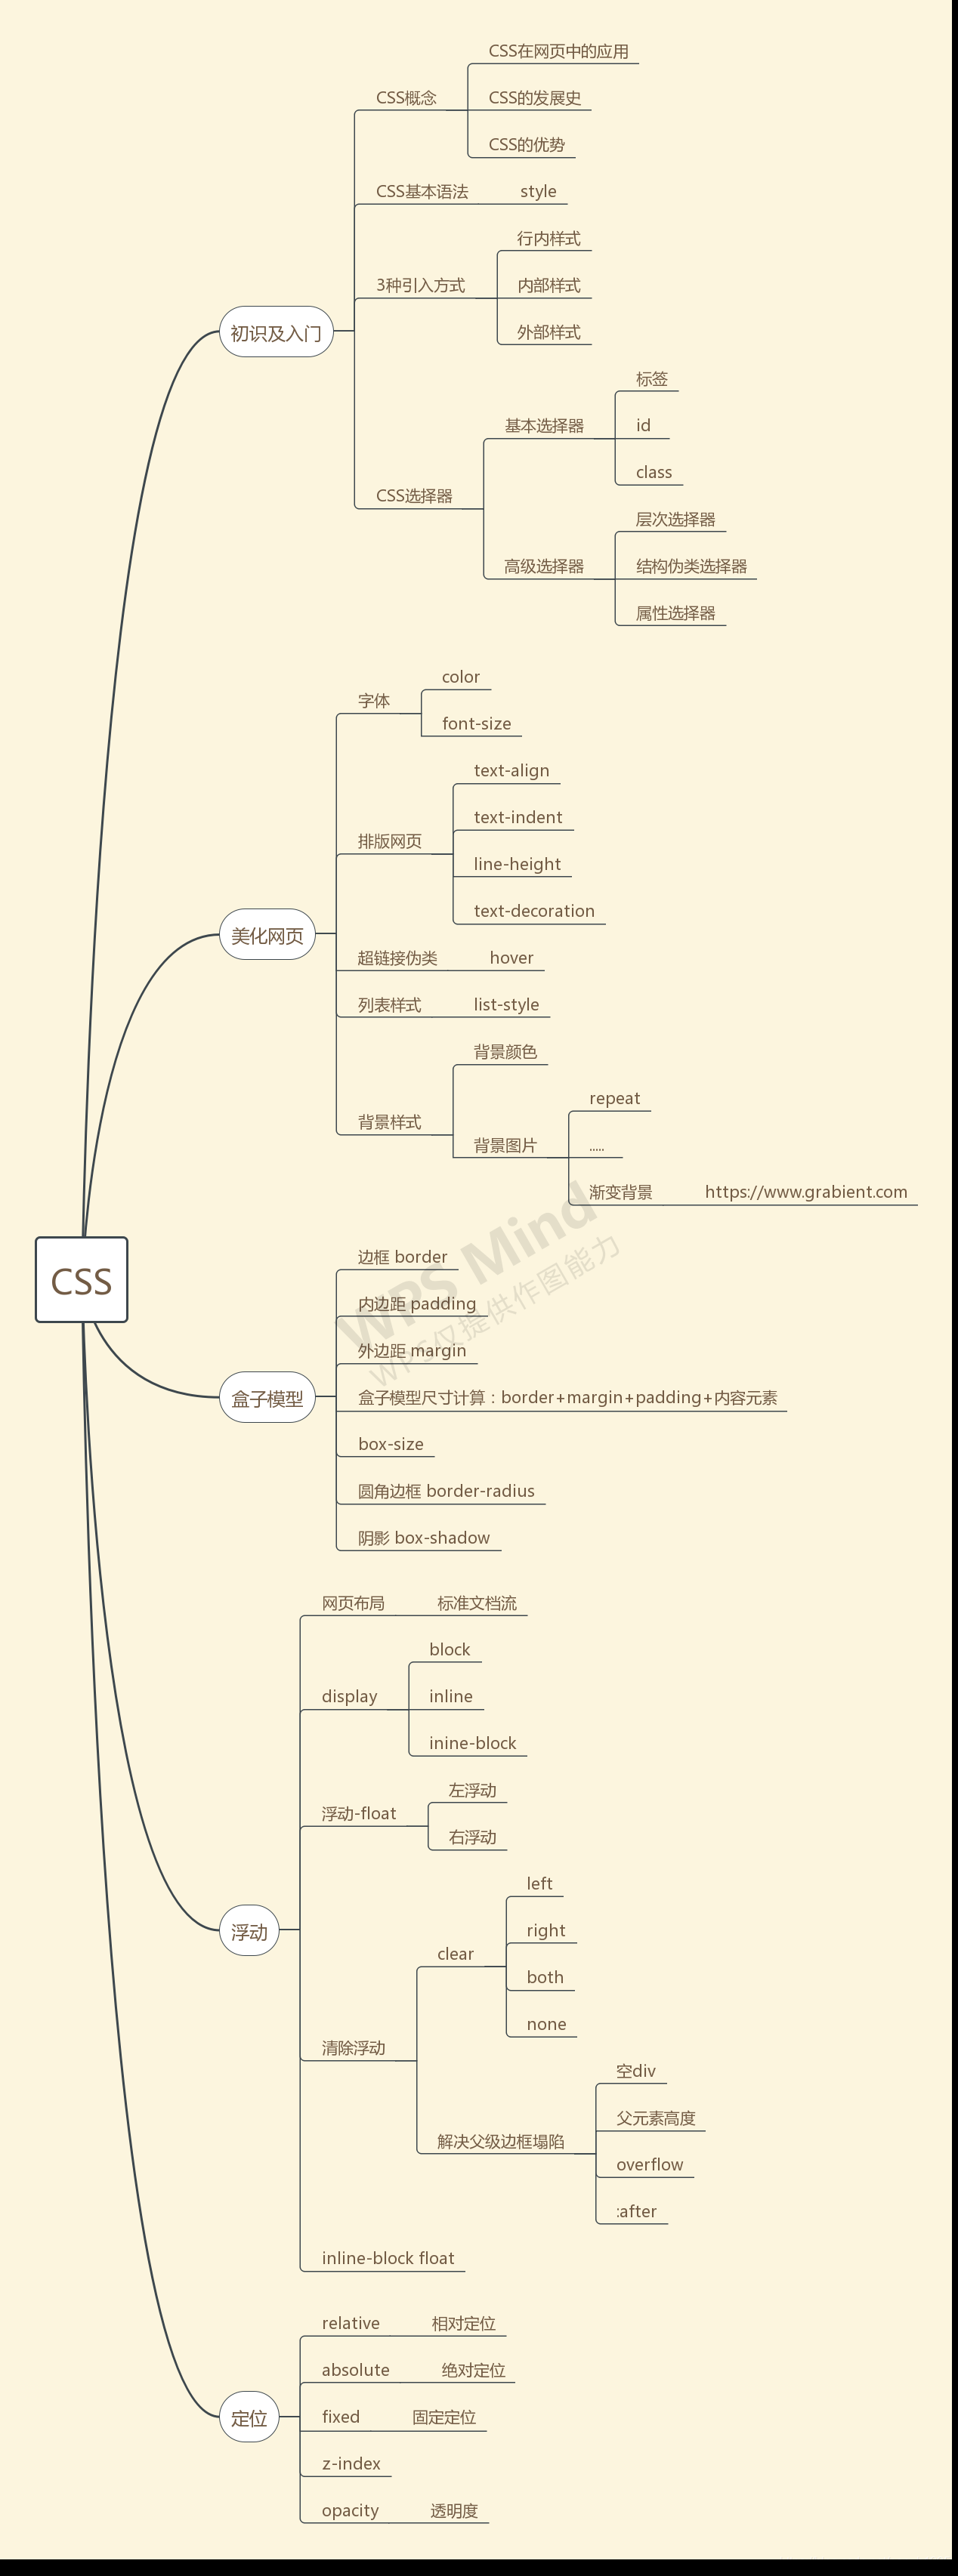 CSS
初识及入门
CSS概念
CSS在网页中的应用
CSS的发展史
CSS的优势
CSS基本语法
style
3种引入方式
行内样式
内部样式
外部样式
CSS选择器
基本选择器
标签
id
class
高级选择器
层次选择器
结构伪类选择器
属性选择器
美化网页
字体
color
font-size
排版网页
text-align
text-indent
line-height
text-decoration
超链接伪类
hover
列表样式
list-style
背景样式
背景颜色
背景图片
repeat
.....
渐变背景
https://www.grabient.com
盒子模型
边框 border
内边距 padding
外边距 margin
盒子模型尺寸计算：border+margin+padding+内容元素
box-size
圆角边框 border-radius
阴影 box-shadow
浮动
网页布局
标准文档流
display
block
inline
inine-block
浮动-float
左浮动
右浮动
清除浮动
clear
left
right
both
none
解决父级边框塌陷
空div
父元素高度
overflow
:after
inline-block float
定位
relative
相对定位
absolute
绝对定位
fixed
固定定位
z-index
opacity
透明度
WPS Mind
WPS仅提供作图能力